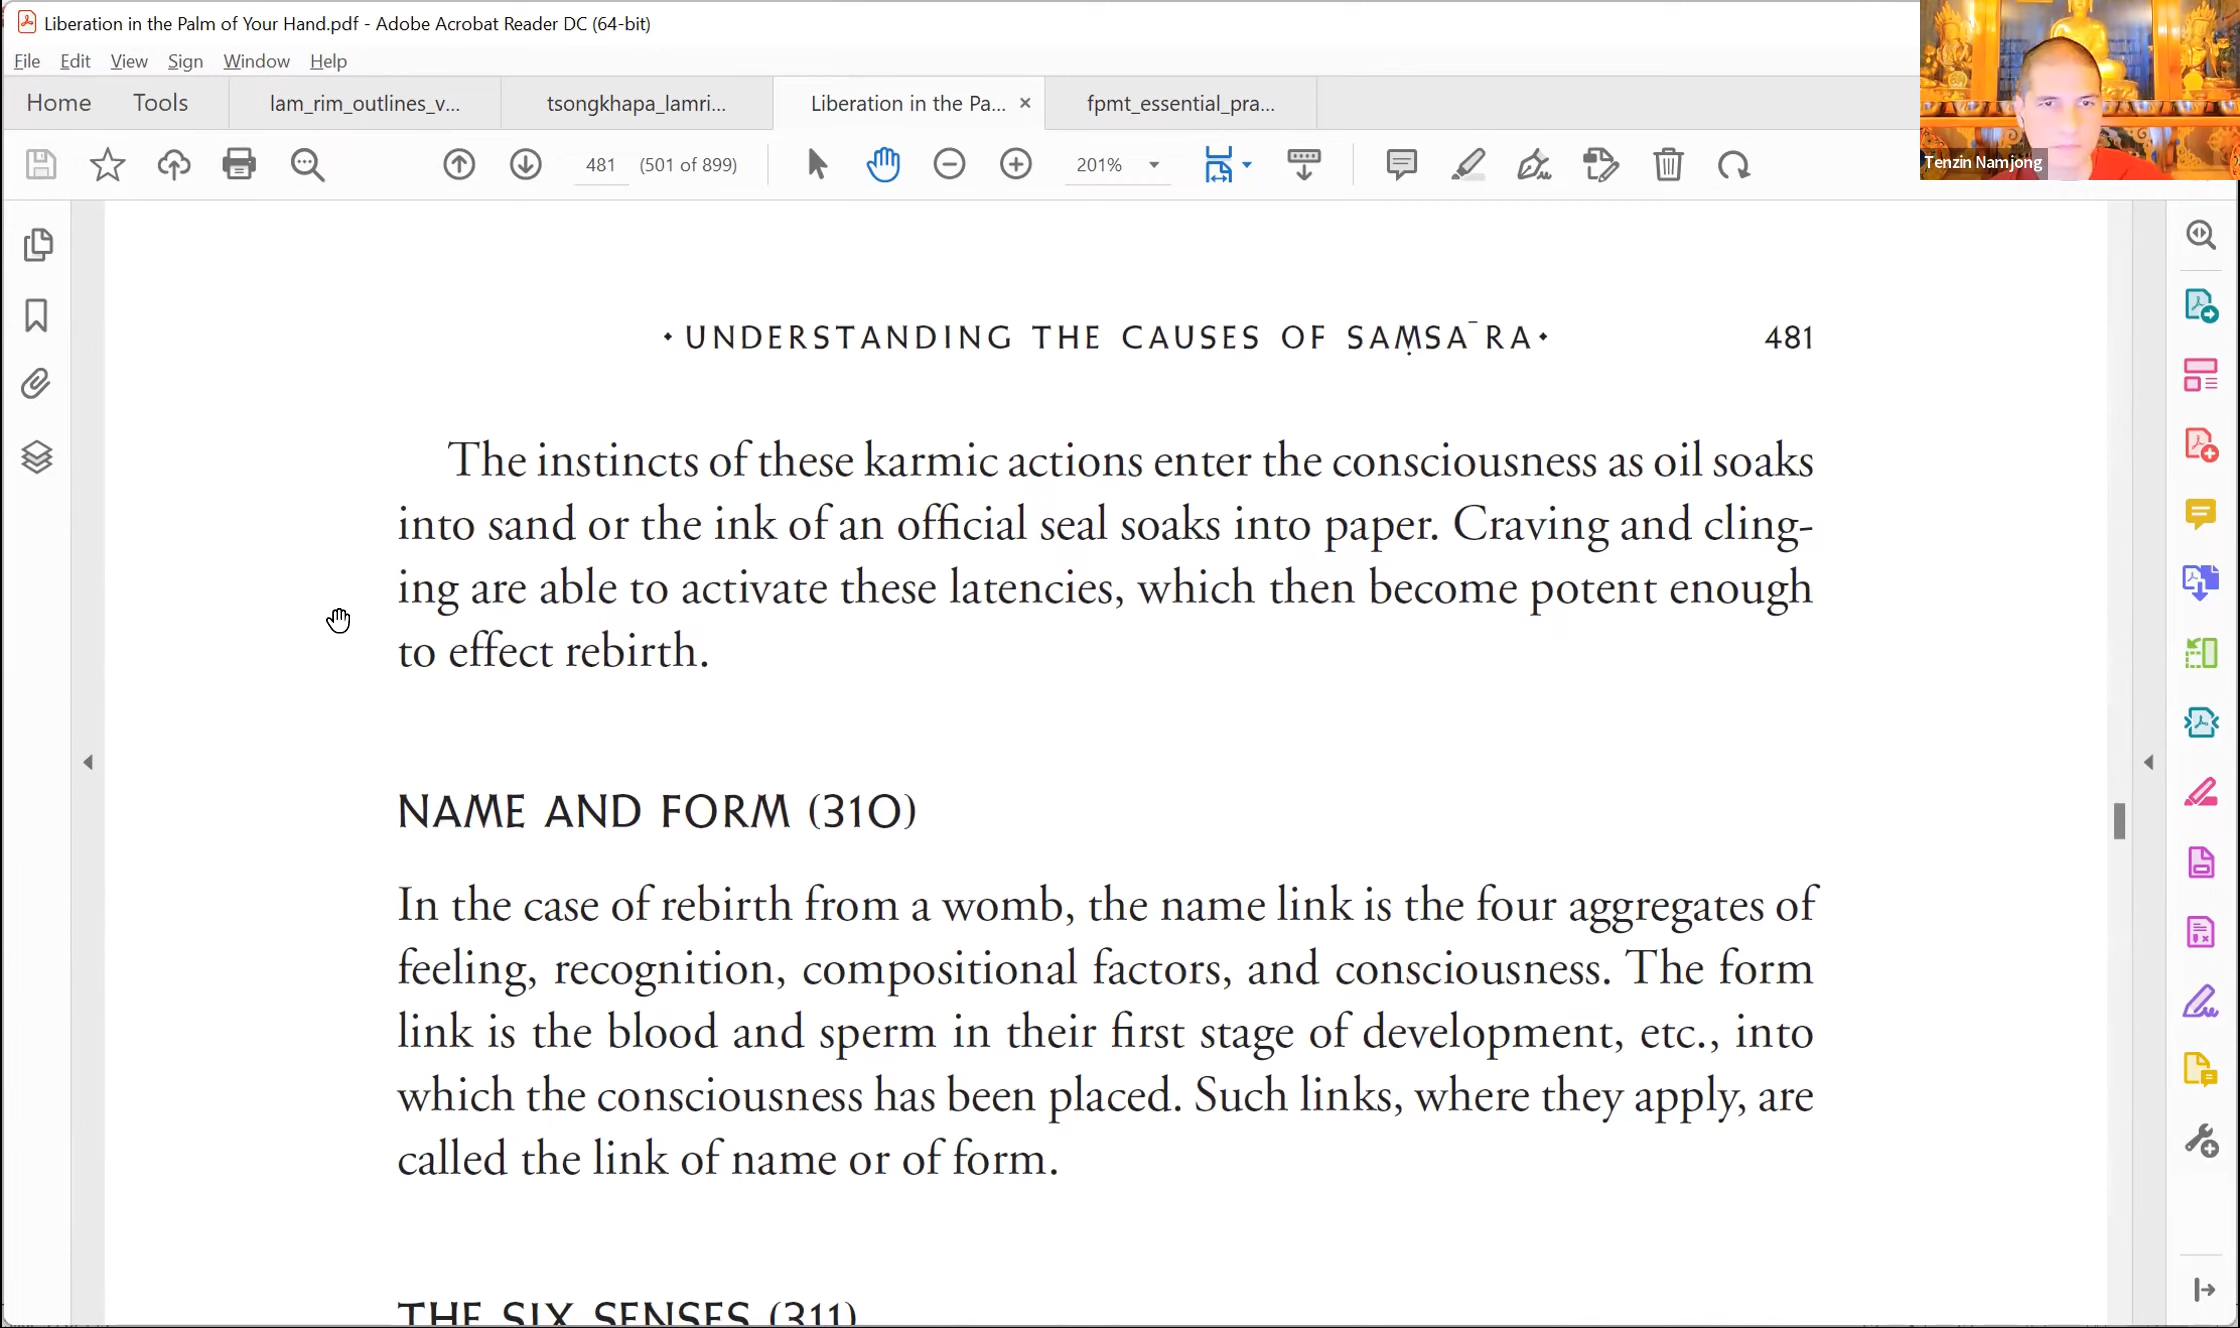 Liberation in the Palm of Your Hand.pdf - Adobe Acrobat Reader DC (64-bit)
File Edit View Sign Window Help
Home Tools lam_rim_outlines_v... tsongkhapa_lamri... Liberation in the Pa... × fpmt_essential_pra...
481 (501 of 899) 201%
Tenzin Namjong
· UNDERSTANDING THE CAUSES OF SAṂSA¯RA· 481
The instincts of these karmic actions enter the consciousness as oil soaks
into sand or the ink of an official seal soaks into paper. Craving and cling-
ing are able to activate these latencies, which then become potent enough
to effect rebirth.
NAME AND FORM (310)
In the case of rebirth from a womb, the name link is the four aggregates of
feeling, recognition, compositional factors, and consciousness. The form
link is the blood and sperm in their first stage of development, etc., into
which the consciousness has been placed. Such links, where they apply, are
called the link of name or of form.
THE SIX SENSES (311)